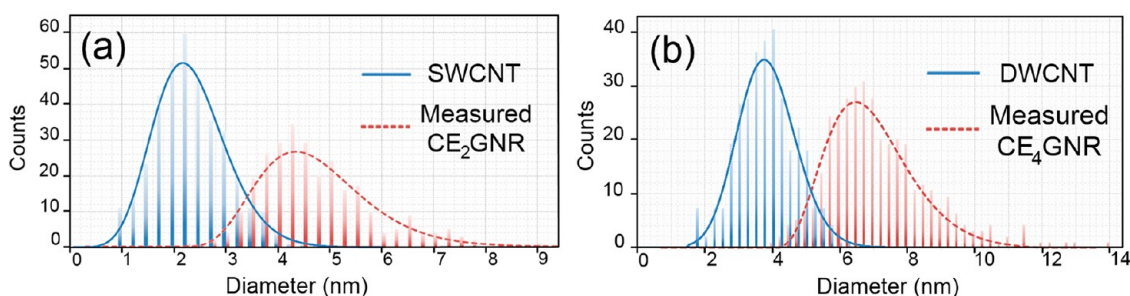 (a)
60
50
40
30
20
10
0
Counts
SWCNT
Measured
CE₂GNR
0 1 2 3 4 5 6 7 8 9
Diameter (nm)
(b)
40
30
20
10
0
Counts
DWCNT
Measured
CE₄GNR
0 2 4 6 8 10 12 14
Diameter (nm)